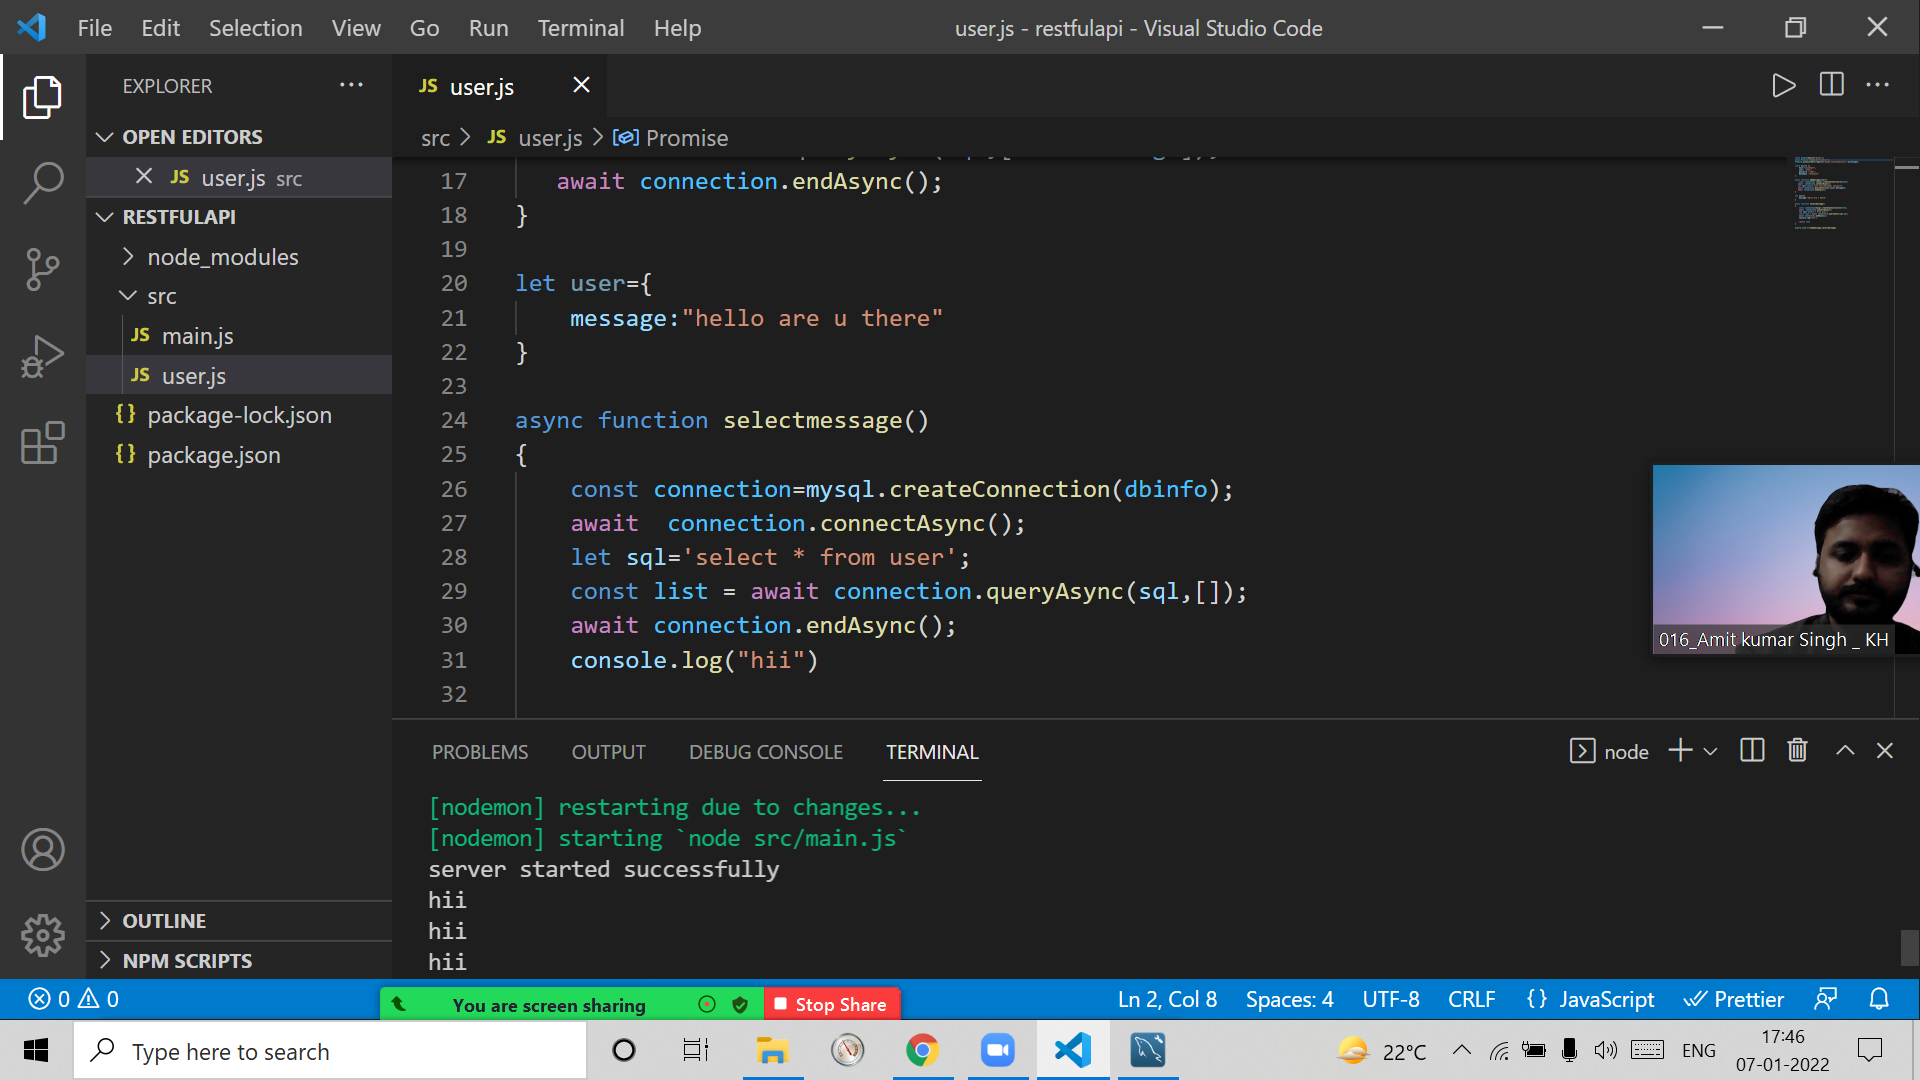 File Edit Selection View Go Run Terminal Help
user.js - restfulapi - Visual Studio Code
EXPLORER
JS user.js
OPEN EDITORS
src JS user.js Promise
JS user.js src
RESTFULAPI
node_modules
src
JS main.js
JS user.js
{} package-lock.json
{} package.json
OUTLINE
NPM SCRIPTS
17 await connection.endAsync();
18 }
19
20 let user={
21 message:"hello are u there"
22 }
23
24 async function selectmessage()
25 {
26 const connection=mysql.createConnection(dbinfo);
27 await  connection.connectAsync();
28 let sql='select * from user';
29 const list = await connection.queryAsync(sql,[]);
30 await connection.endAsync();
31 console.log("hii")
32
016_Amit kumar Singh _ KH
PROBLEMS OUTPUT DEBUG CONSOLE TERMINAL
node
[nodemon] restarting due to changes...
[nodemon] starting `node src/main.js`
server started successfully
hii
hii
hii
0 0
You are screen sharing
Stop Share
Ln 2, Col 8 Spaces: 4 UTF-8 CRLF {} JavaScript Prettier
Type here to search
22°C
ENG
17:46
07-01-2022